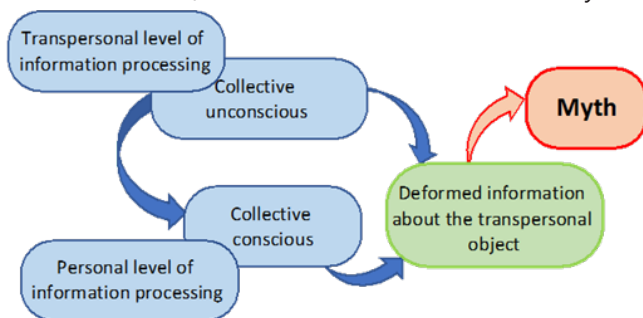 Transpersonal level of
information processing
Collective
unconscious
Myth
Deformed information
about the transpersonal
object
Collective
conscious
Personal level of
information processing